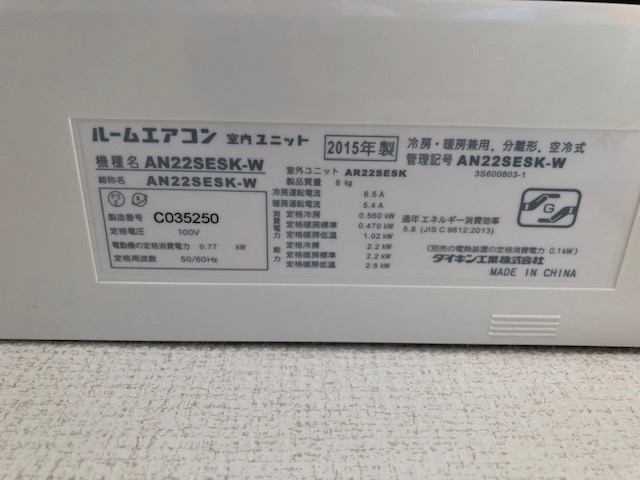 ルームエアコン 室内ユニット 2015年製 冷房・暖房兼用．分離形．空冷式
機種名 AN22SESK-W 室外ユニット AR22SESK 管理記号 AN22SESK-W
総称名 AN22SESK-W 製品質量 8 kg 3S600803-1
冷房運転電流 6.5 A
暖房運転電流 5.4 A
製造番号 C035250
定格電圧 100V
電動機の定格消費電力 0.77 kW
定格周波数 50/60Hz
消費電力
定格冷房 0.560 kW
定格暖房標準 0.470 kW
定格暖房低温 1.02 kW
能力
定格冷房 2.2 kW
定格暖房標準 2.2 kW
定格暖房低温 2.8 kW
G
通年エネルギー消費効率
5.8 (JIS C 9612:2013)
(別売の電熱装置の定格消費電力 0.1kW)
ダイキン工業株式会社
MADE IN CHINA